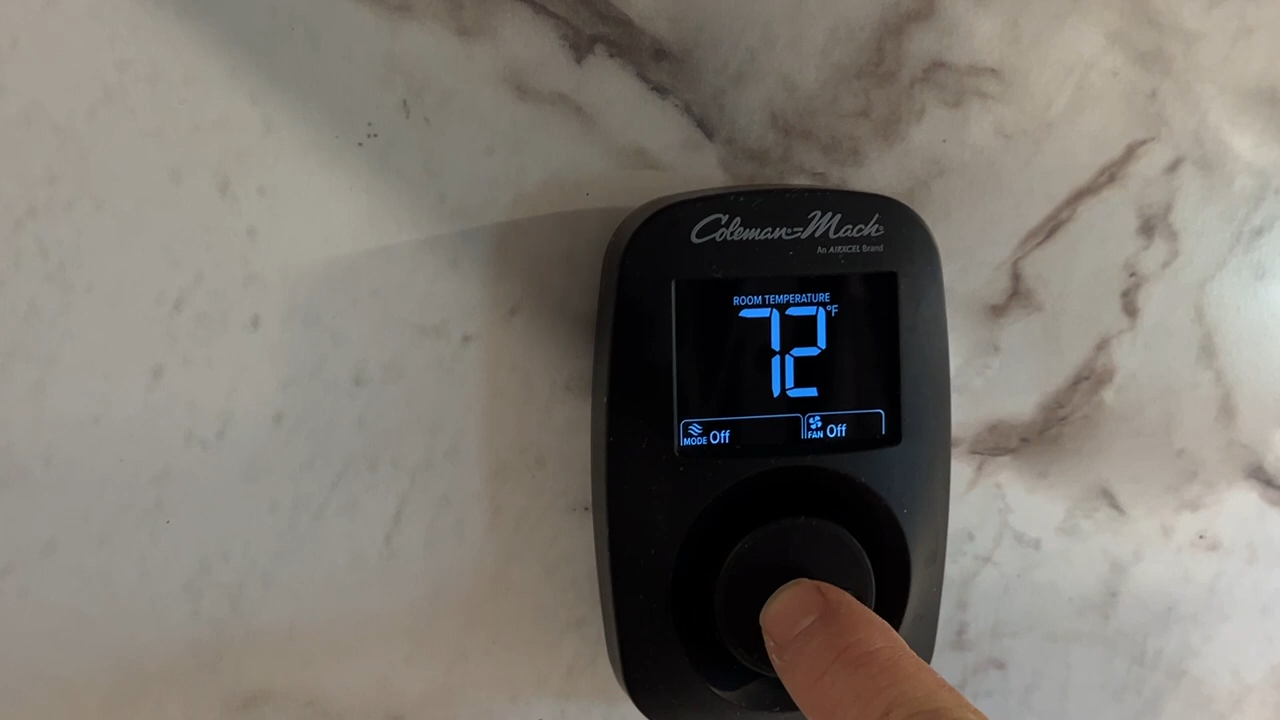 Coleman-Mach
An AIRXCEL Brand
ROOM TEMPERATURE
72 °F
MODE Off
FAN Off